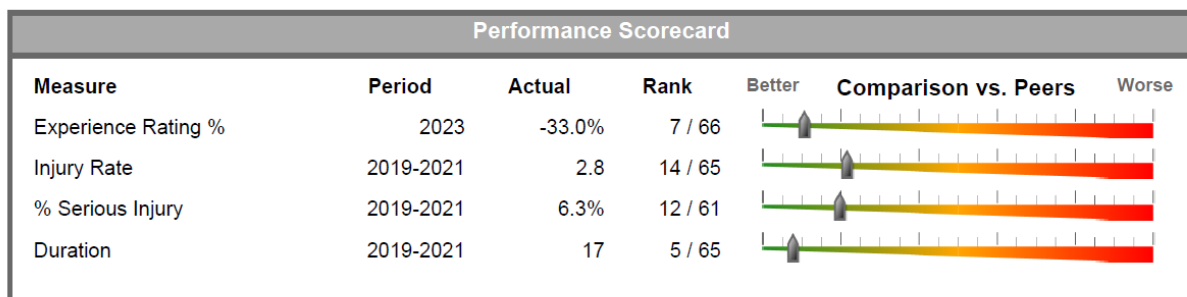 Performance Scorecard
Measure Period Actual Rank Better Comparison vs. Peers Worse
Experience Rating % 2023 -33.0% 7 / 66
Injury Rate 2019-2021 2.8 14 / 65
% Serious Injury 2019-2021 6.3% 12 / 61
Duration 2019-2021 17 5 / 65